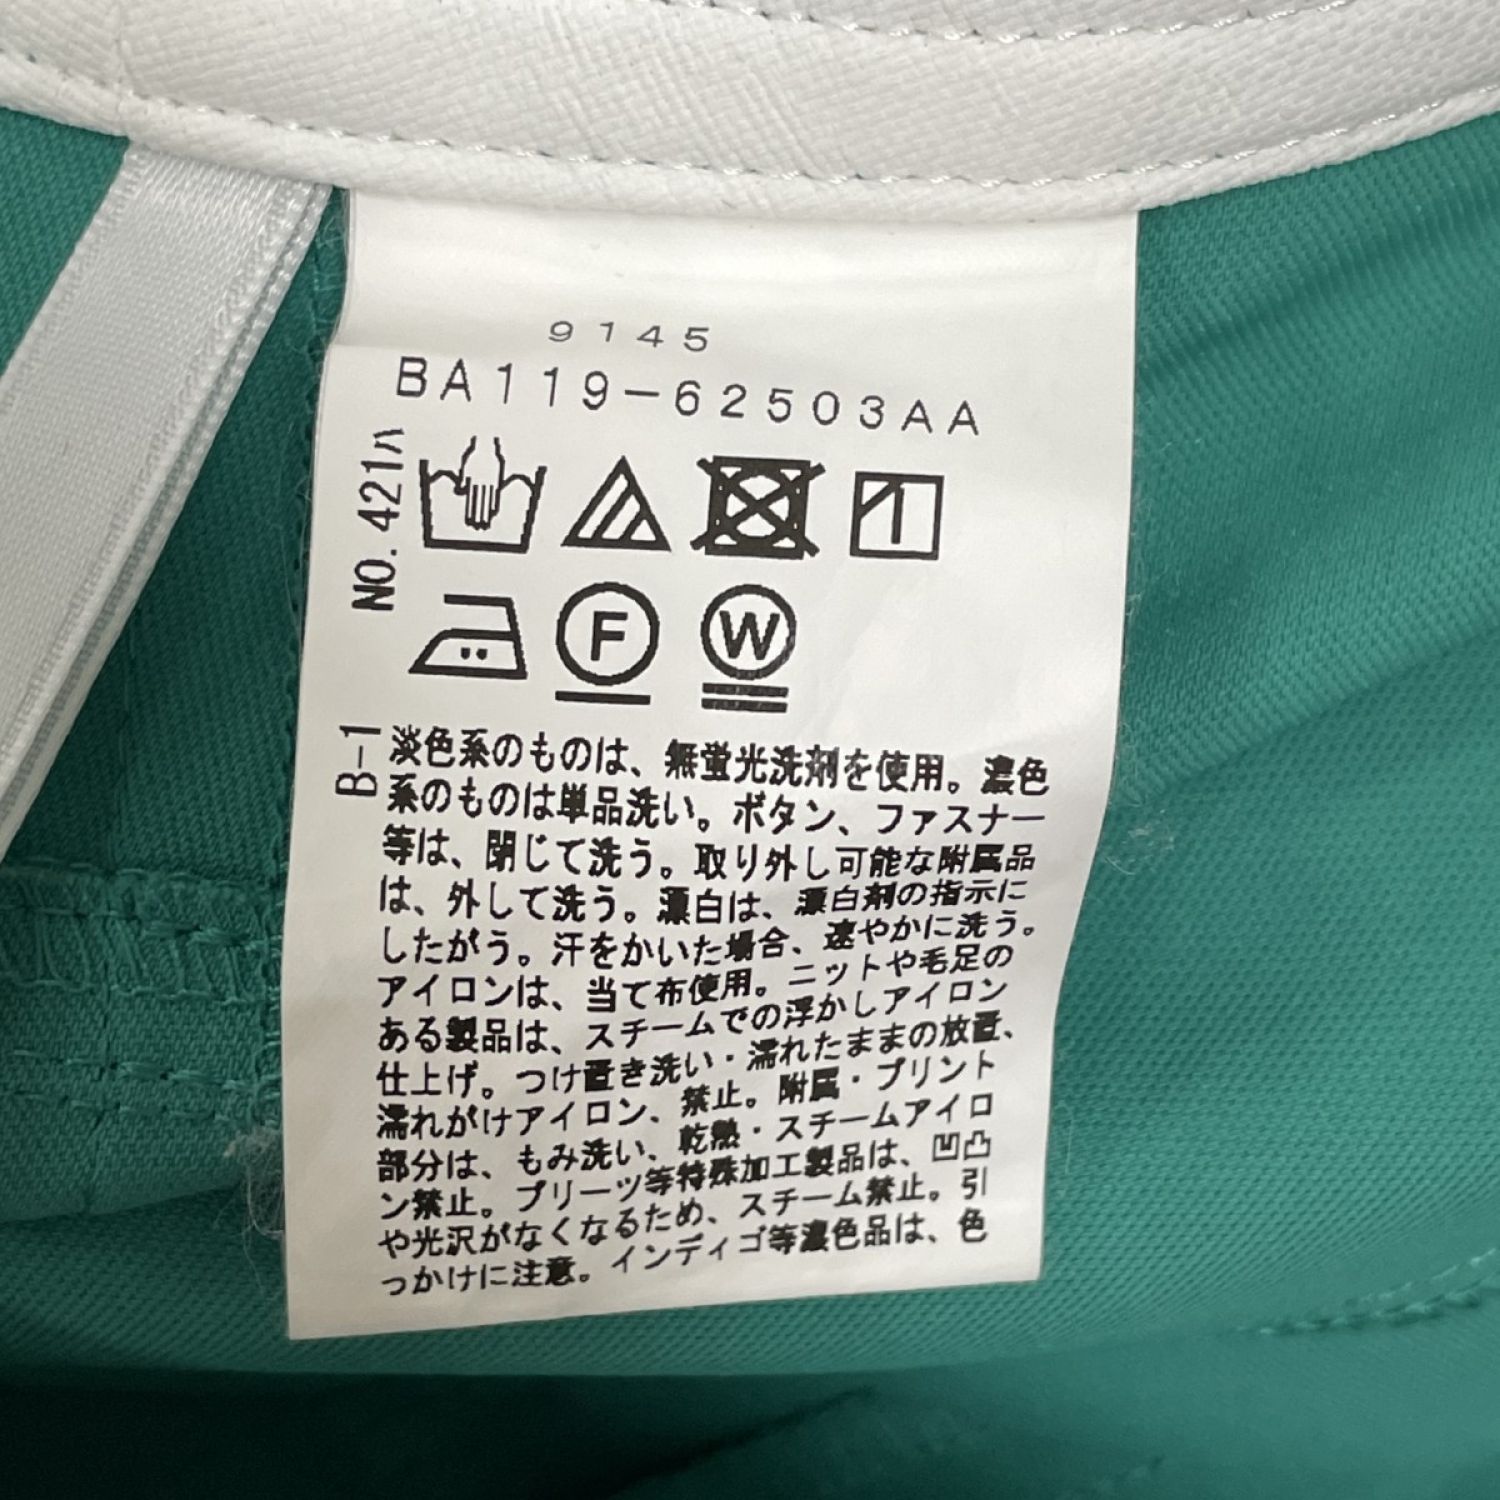 9145
BA119-62503AA
NO.421ハ
F W
B-1
淡色系のものは、無蛍光洗剤を使用。濃色
系のものは単品洗い。ボタン、ファスナー
等は、閉じて洗う。取り外し可能な附属品
は、外して洗う。漂白は、漂白剤の指示に
したがう。汗をかいた場合、速やかに洗う。
アイロンは、当て布使用。ニットや毛足の
ある製品は、スチームでの浮かしアイロン
仕上げ。つけ置き洗い・濡れたままの放置、
濡れがけアイロン、禁止。附属・プリント
部分は、もみ洗い、乾熱・スチームアイロ
ン禁止。プリーツ等特殊加工製品は、凹凸
や光沢がなくなるため、スチーム禁止。引
っかけに注意。インディゴ等濃色品は、色